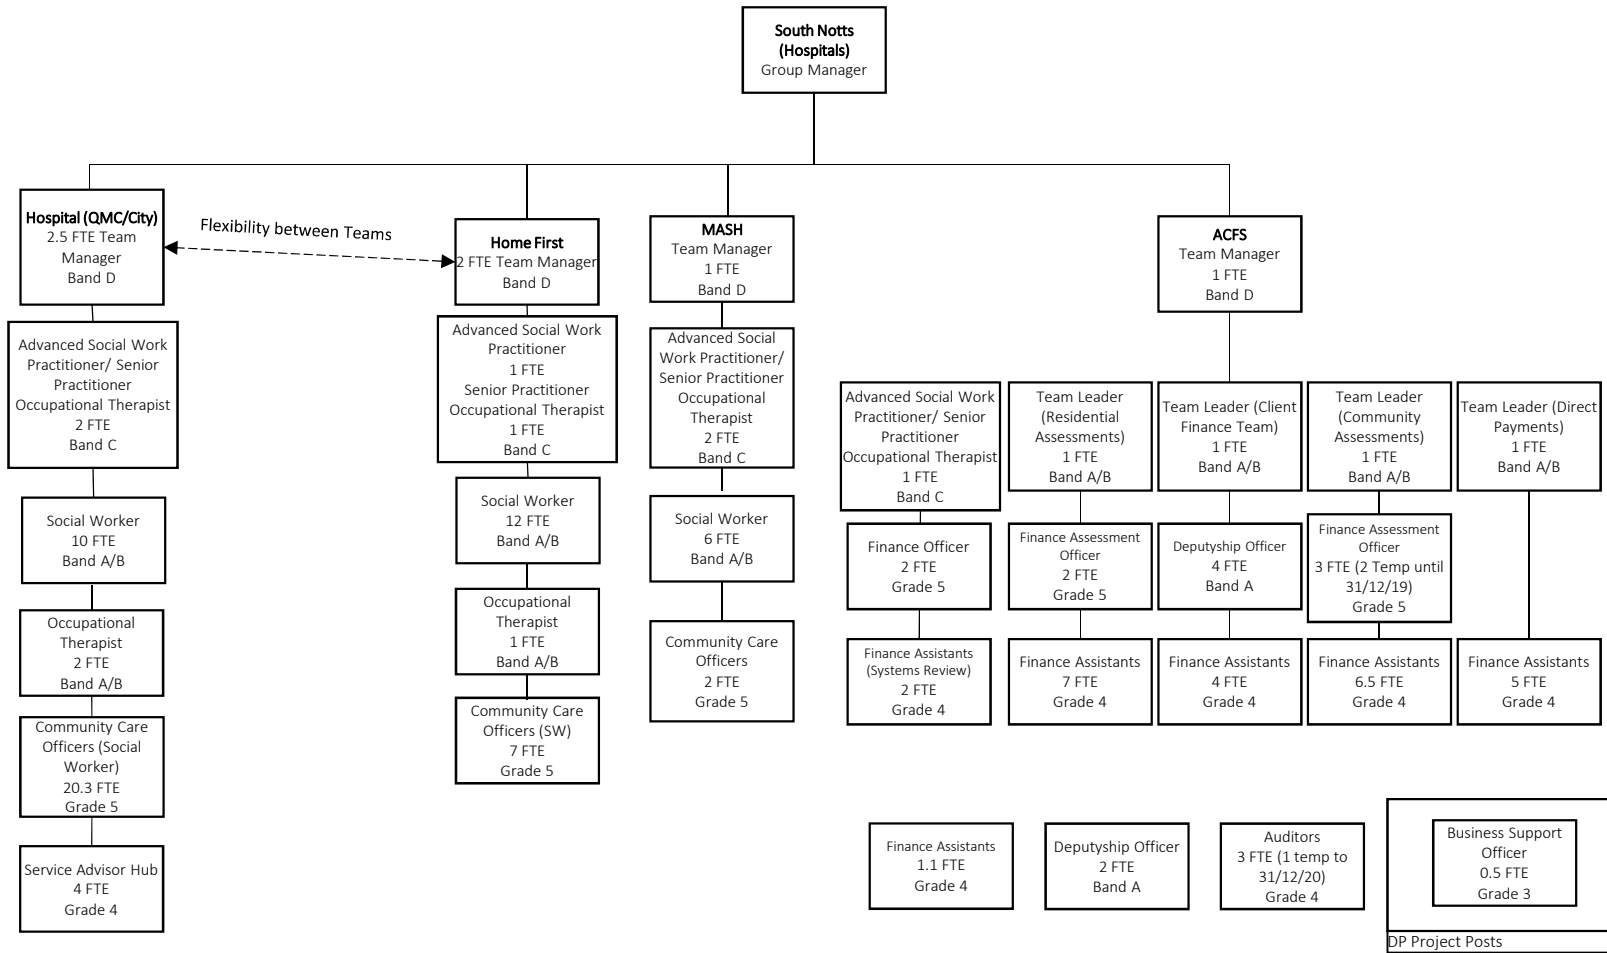 South Notts
(Hospitals)
Group Manager
Hospital (QMC/City)
2.5 FTE Team
Manager
Band D
Flexibility between Teams
Home First
2 FTE Team Manager
Band D
MASH
Team Manager
1 FTE
Band D
ACFS
Team Manager
1 FTE
Band D
Advanced Social Work
Practitioner/ Senior
Practitioner
Occupational Therapist
2 FTE
Band C
Social Worker
10 FTE
Band A/B
Occupational
Therapist
2 FTE
Band A/B
Community Care
Officers (Social
Worker)
20.3 FTE
Grade 5
Service Advisor Hub
4 FTE
Grade 4
Advanced Social Work
Practitioner
1 FTE
Senior Practitioner
Occupational Therapist
1 FTE
Band C
Social Worker
12 FTE
Band A/B
Occupational
Therapist
1 FTE
Band A/B
Community Care
Officers (SW)
7 FTE
Grade 5
Advanced Social
Work Practitioner/
Senior Practitioner
Occupational
Therapist
2 FTE
Band C
Social Worker
6 FTE
Band A/B
Community Care
Officers
2 FTE
Grade 5
Advanced Social Work
Practitioner/ Senior
Practitioner
Occupational Therapist
1 FTE
Band C
Finance Officer
2 FTE
Grade 5
Finance Assistants
(Systems Review)
2 FTE
Grade 4
Team Leader
(Residential
Assessments)
1 FTE
Band A/B
Finance Assessment
Officer
2 FTE
Grade 5
Finance Assistants
7 FTE
Grade 4
Team Leader (Client
Finance Team)
1 FTE
Band A/B
Deputyship Officer
4 FTE
Band A
Finance Assistants
4 FTE
Grade 4
Team Leader
(Community
Assessments)
1 FTE
Band A/B
Finance Assessment
Officer
3 FTE (2 Temp until
31/12/19)
Grade 5
Finance Assistants
6.5 FTE
Grade 4
Team Leader (Direct
Payments)
1 FTE
Band A/B
Finance Assistants
5 FTE
Grade 4
Finance Assistants
1.1 FTE
Grade 4
Deputyship Officer
2 FTE
Band A
Auditors
3 FTE (1 temp to
31/12/20)
Grade 4
Business Support
Officer
0.5 FTE
Grade 3
DP Project Posts